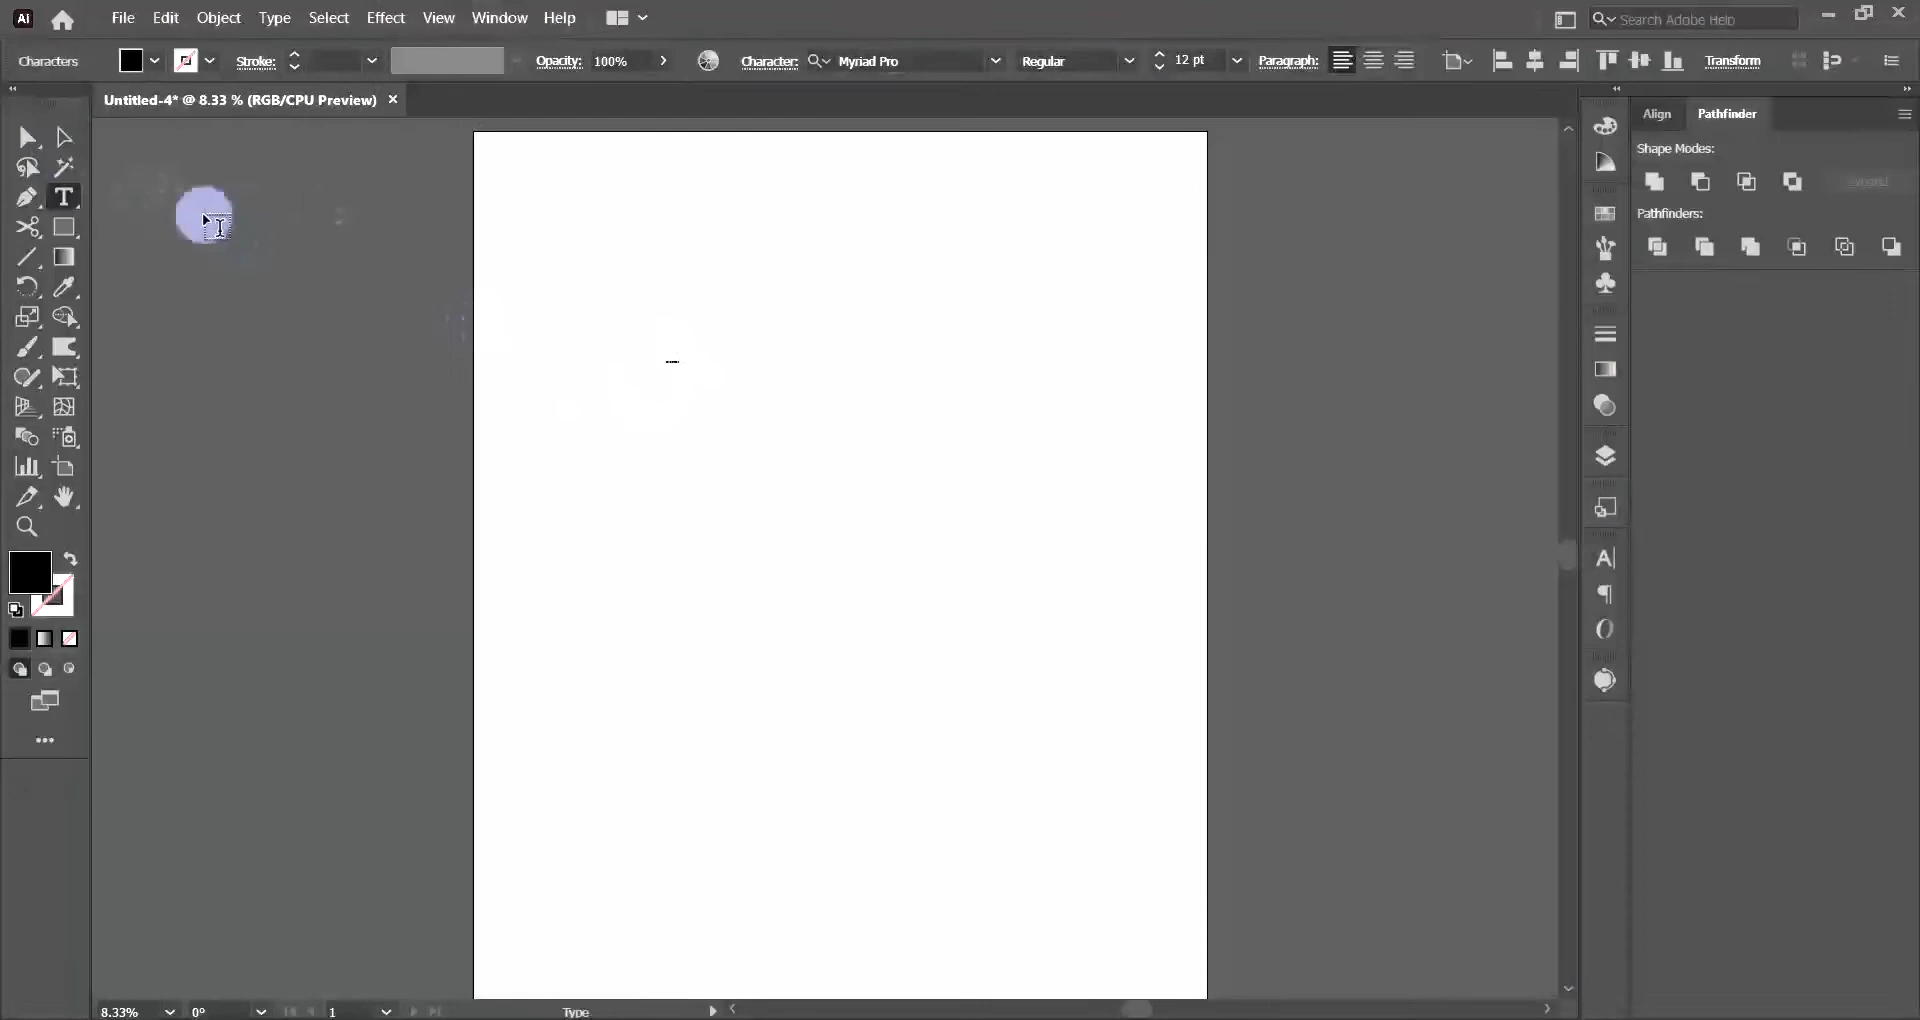 Ai File Edit Object Type Select Effect View Window Help Search Adobe Help
Characters Stroke: Opacity: 100% Character: Myriad Pro Regular 12 pt Paragraph: Transform
Untitled-4* @ 8.33 % (RGB/CPU Preview) ×
Align Pathfinder
Shape Modes:
Expand
Pathfinders:
8.33% 0° 1 Type